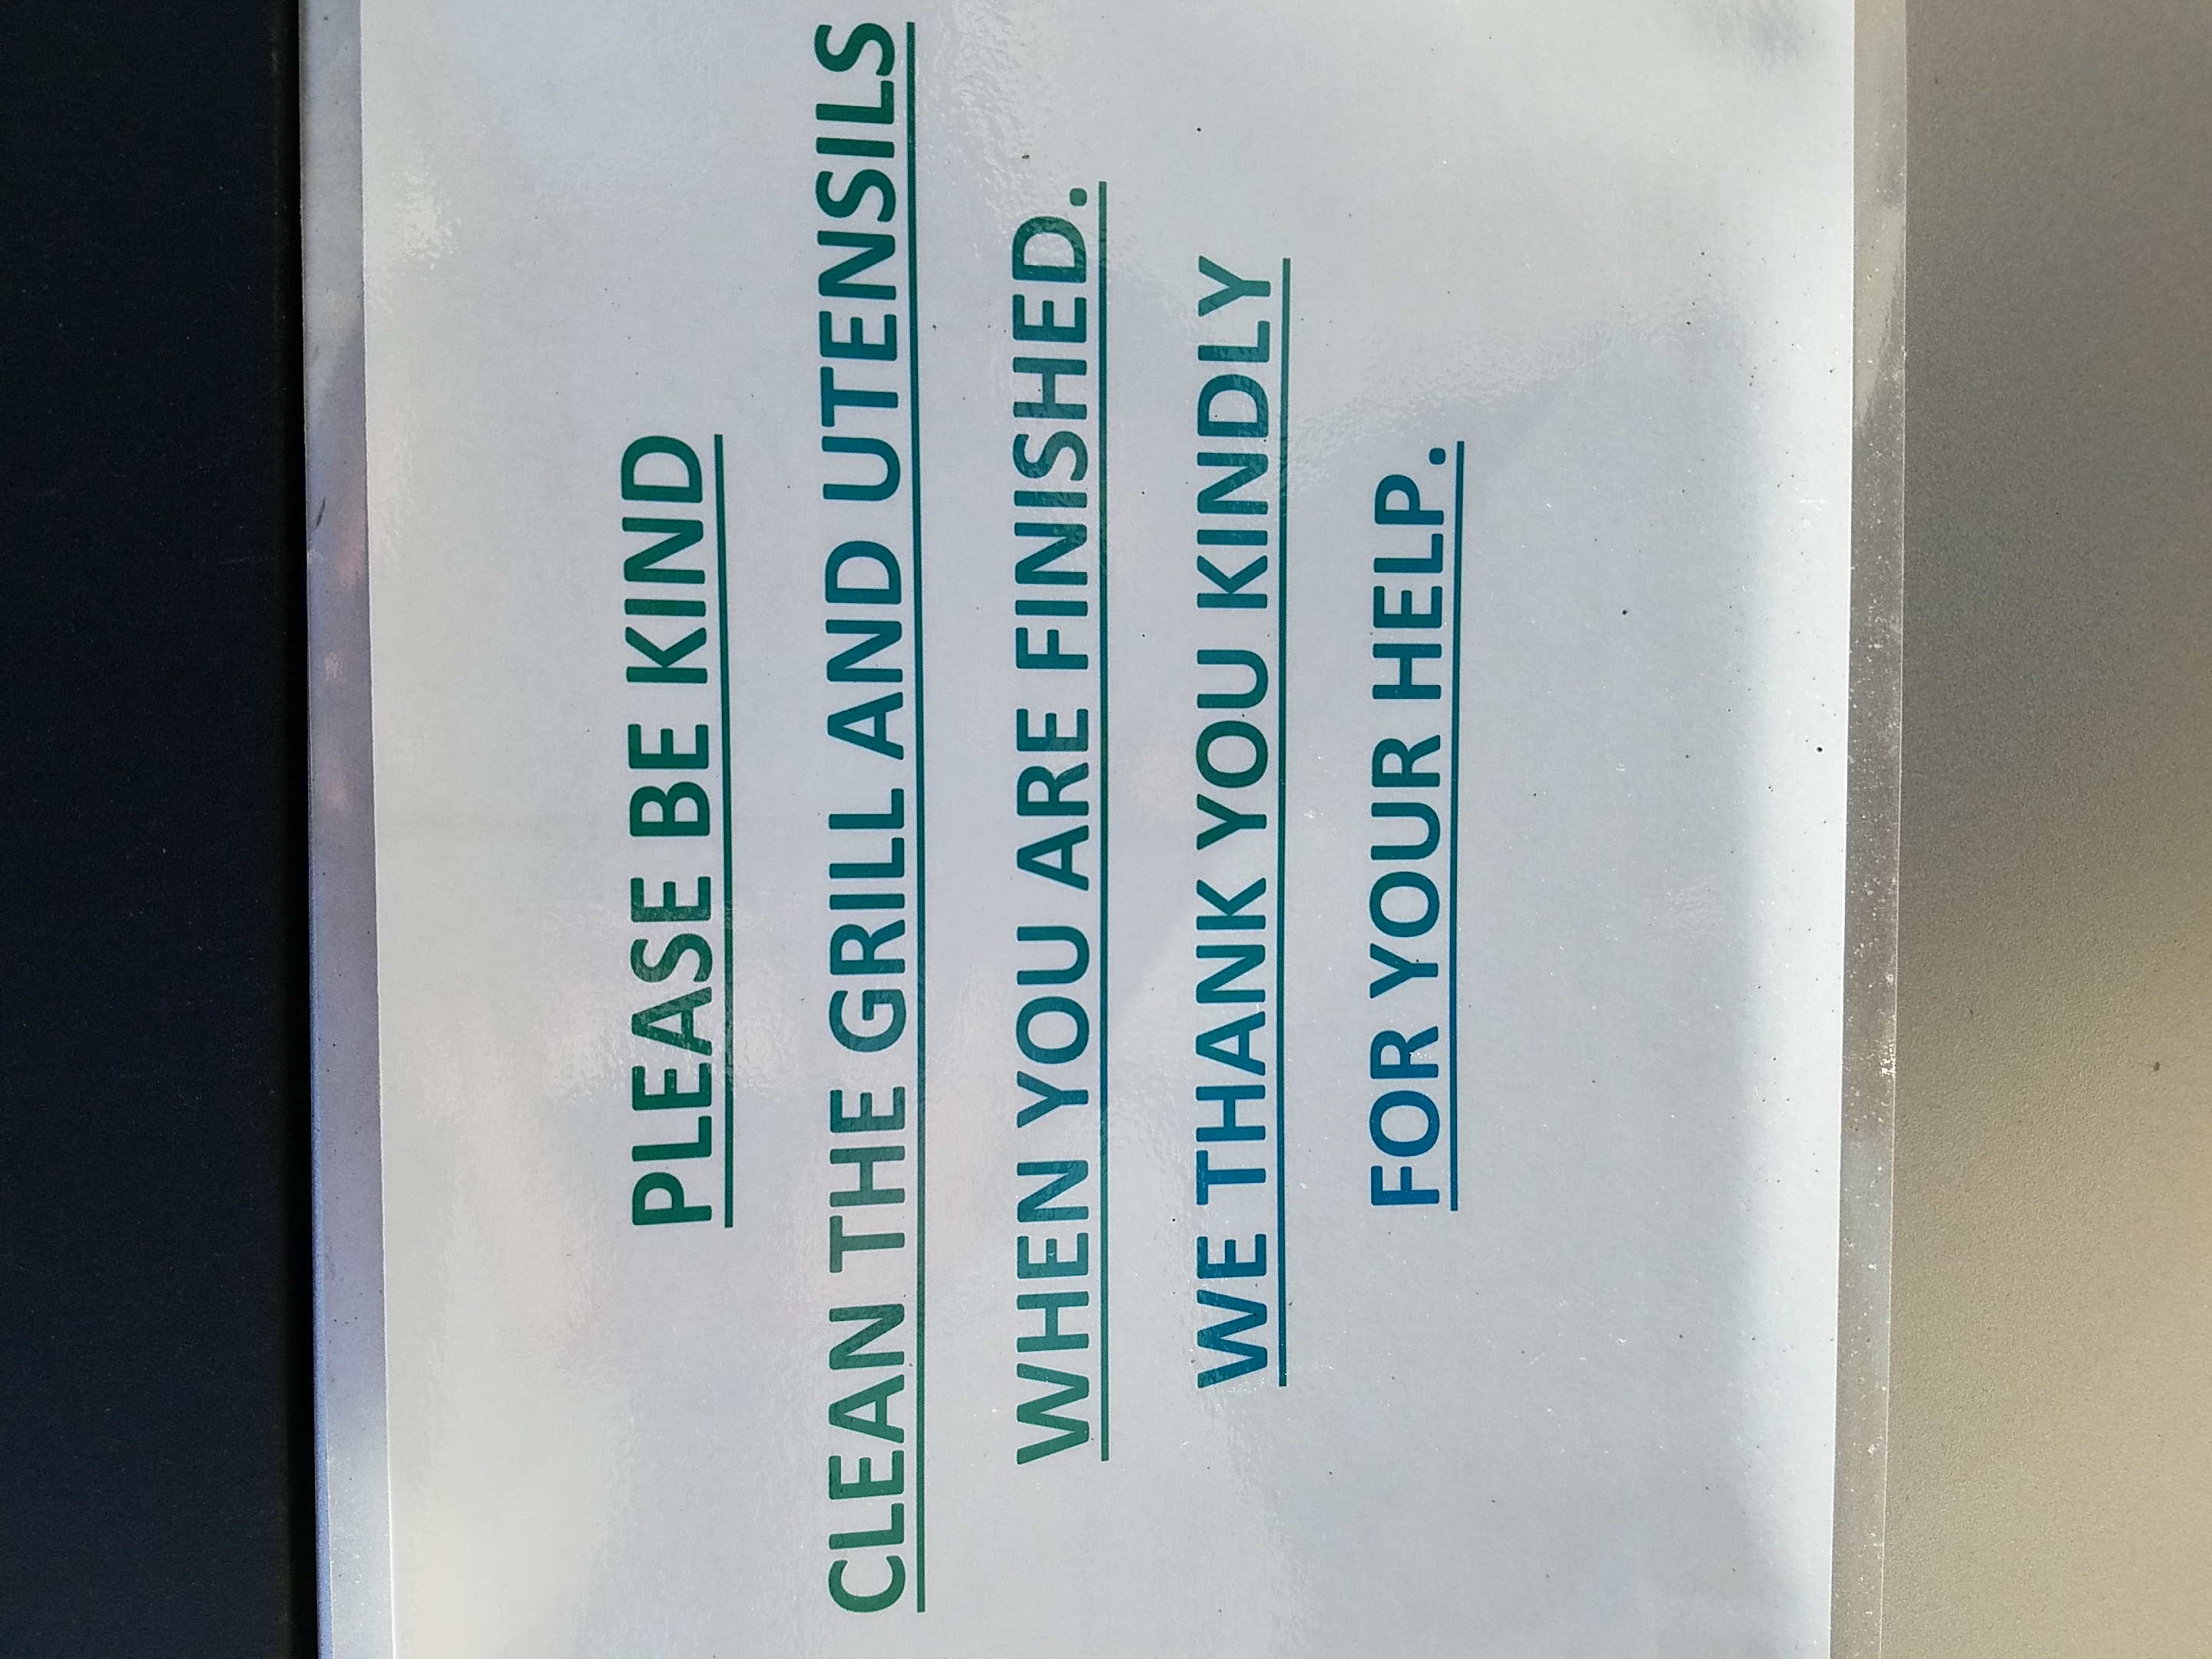 PLEASE BE KIND
CLEAN THE GRILL AND UTENSILS
WHEN YOU ARE FINISHED.
WE THANK YOU KINDLY
FOR YOUR HELP.